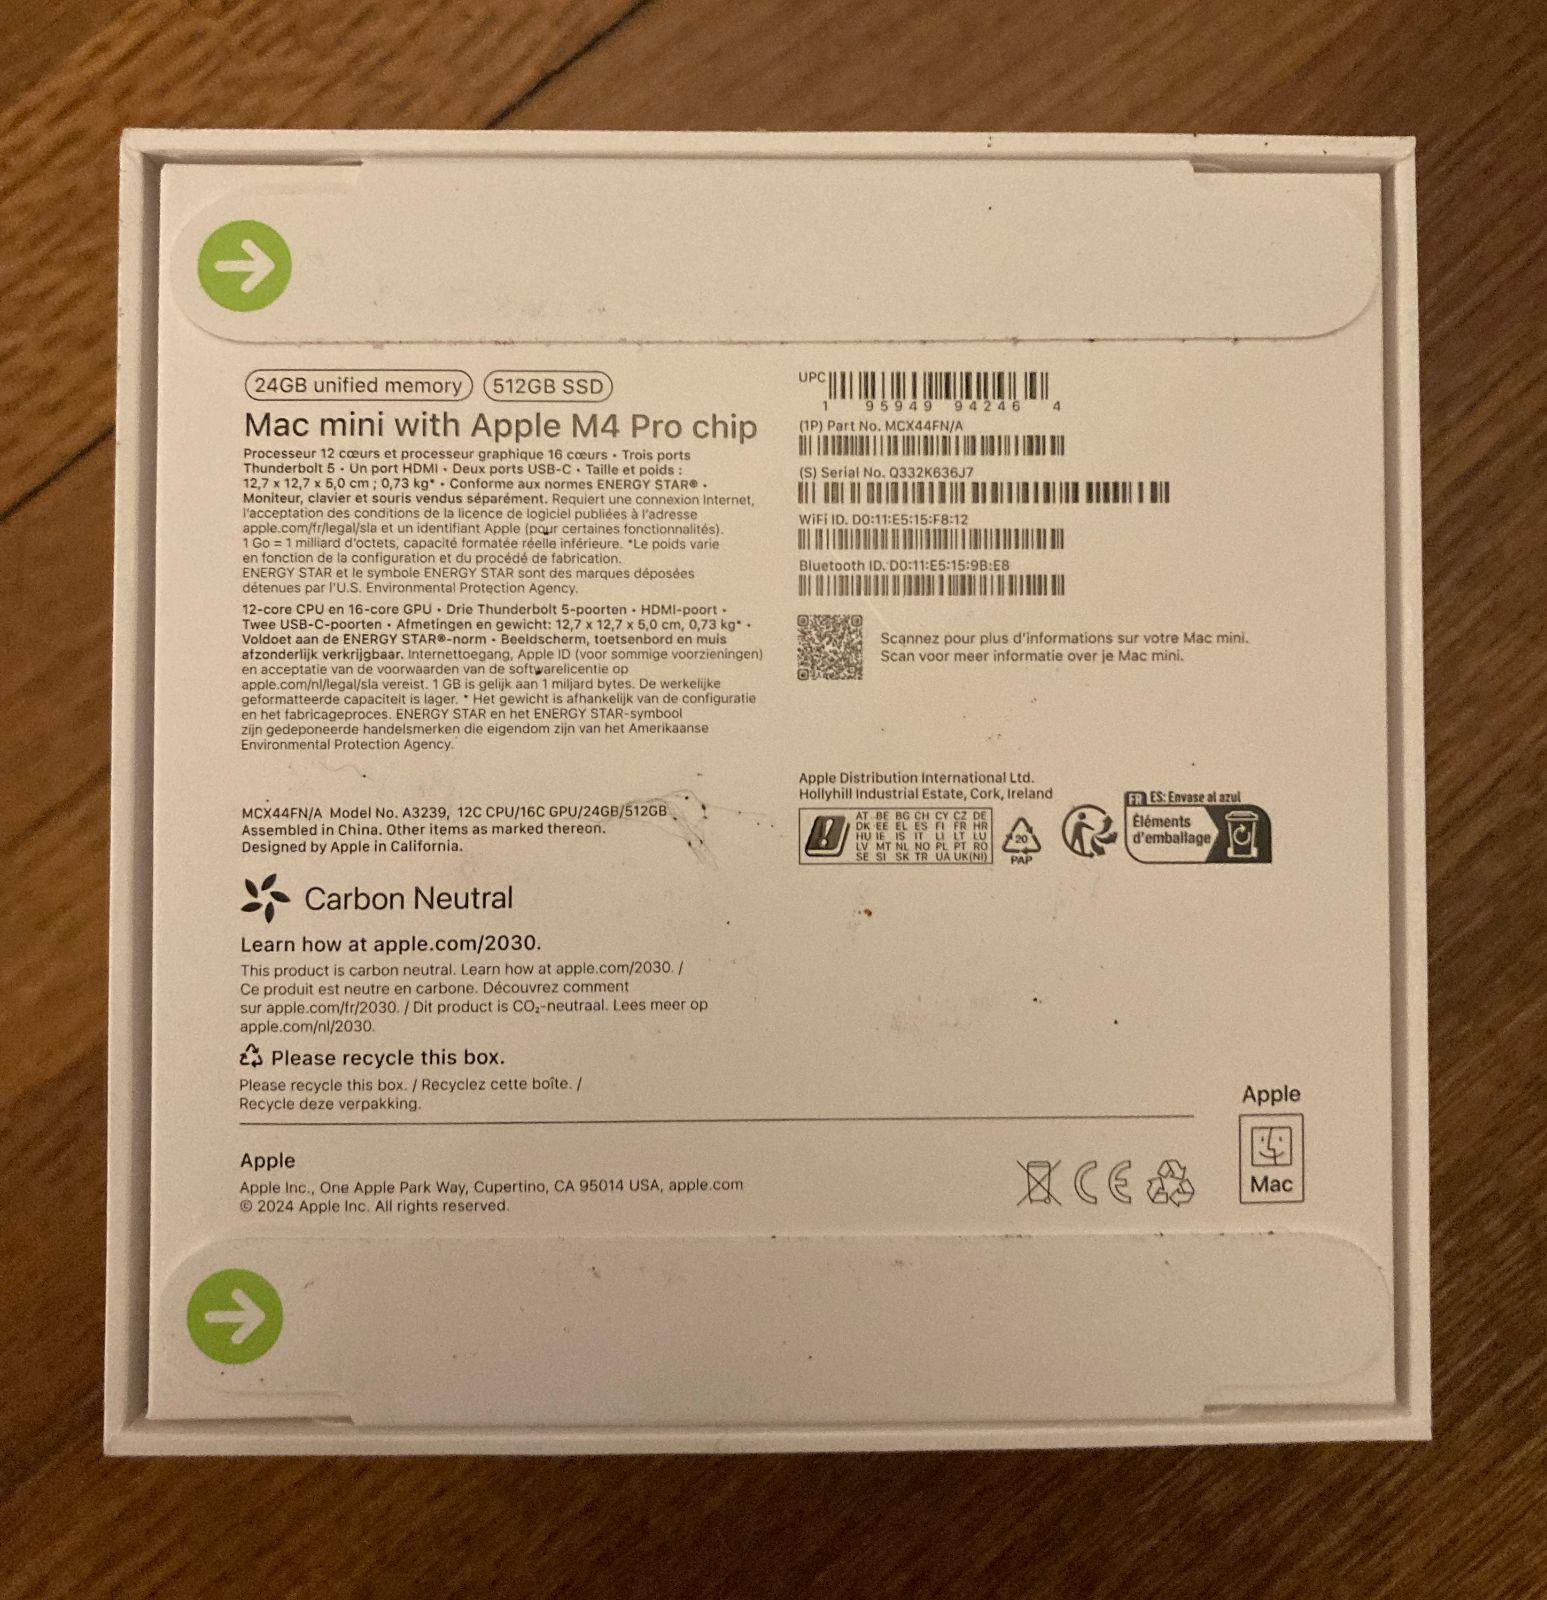 24GB unified memory 512GB SSD
Mac mini with Apple M4 Pro chip
Processeur 12 cœurs et processeur graphique 16 cœurs • Trois ports
Thunderbolt 5 • Un port HDMI • Deux ports USB-C • Taille et poids :
12,7 x 12,7 x 5,0 cm ; 0,73 kg* • Conforme aux normes ENERGY STAR® •
Moniteur, clavier et souris vendus séparément. Requiert une connexion Internet,
l'acceptation des conditions de la licence de logiciel publiées à l'adresse
apple.com/fr/legal/sla et un identifiant Apple (pour certaines fonctionnalités).
1 Go = 1 milliard d'octets, capacité formatée réelle inférieure. *Le poids varie
en fonction de la configuration et du procédé de fabrication.
ENERGY STAR et le symbole ENERGY STAR sont des marques déposées
détenues par l'U.S. Environmental Protection Agency.
12-core CPU en 16-core GPU • Drie Thunderbolt 5-poorten • HDMI-poort •
Twee USB-C-poorten • Afmetingen en gewicht: 12,7 x 12,7 x 5,0 cm, 0,73 kg* •
Voldoet aan de ENERGY STAR®-norm • Beeldscherm, toetsenbord en muis
afzonderlijk verkrijgbaar. Internettoegang, Apple ID (voor sommige voorzieningen)
en acceptatie van de voorwaarden van de softwarelicentie op
apple.com/nl/legal/sla vereist. 1 GB is gelijk aan 1 miljard bytes. De werkelijke
geformatteerde capaciteit is lager. * Het gewicht is afhankelijk van de configuratie
en het fabricageproces. ENERGY STAR en het ENERGY STAR-symbool
zijn gedeponeerde handelsmerken die eigendom zijn van het Amerikaanse
Environmental Protection Agency.
UPC
1 95949 94246 4
(1P) Part No. MCX44FN/A
(S) Serial No. Q332K636J7
WiFi ID. D0:11:E5:15:F8:12
Bluetooth ID. D0:11:E5:15:9B:E8
Scannez pour plus d'informations sur votre Mac mini.
Scan voor meer informatie over je Mac mini.
MCX44FN/A Model No. A3239, 12C CPU/16C GPU/24GB/512GB
Assembled in China. Other items as marked thereon.
Designed by Apple in California.
Apple Distribution International Ltd.
Hollyhill Industrial Estate, Cork, Ireland
AT BE BG CH CY CZ DE
DK EE EL ES FI FR HR
HU IE IS IT LI LT LU
LV MT NL NO PL PT RO
SE SI SK TR UA UK(NI)
20
PAP
FR ES: Envase al azul
Éléments
d'emballage
Carbon Neutral
Learn how at apple.com/2030.
This product is carbon neutral. Learn how at apple.com/2030. /
Ce produit est neutre en carbone. Découvrez comment
sur apple.com/fr/2030. / Dit product is CO₂-neutraal. Lees meer op
apple.com/nl/2030.
Please recycle this box.
Please recycle this box. / Recyclez cette boîte. /
Recycle deze verpakking.
Apple
Apple Inc., One Apple Park Way, Cupertino, CA 95014 USA, apple.com
© 2024 Apple Inc. All rights reserved.
CE
Apple
Mac